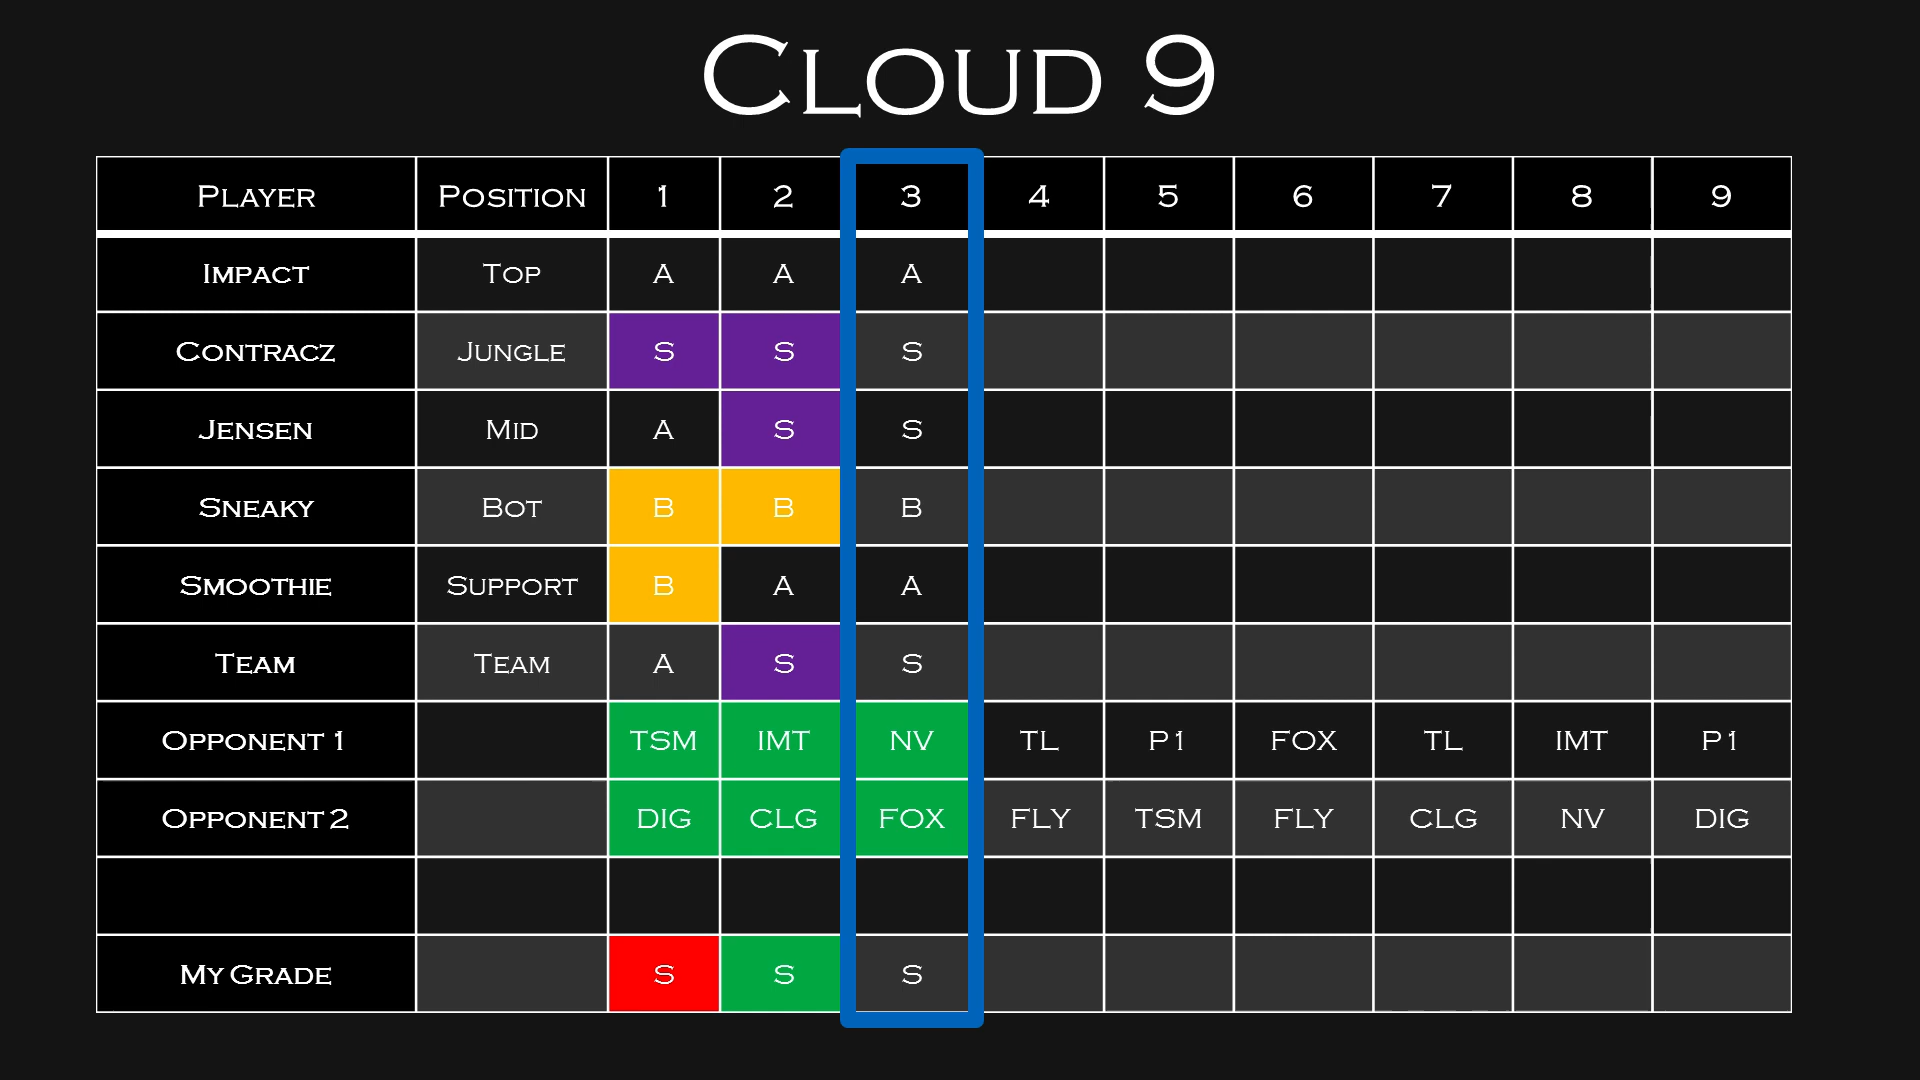 CLOUD 9
PLAYER POSITION 1 2 3 4 5 6 7 8 9
IMPACT TOP A A A
CONTRACZ JUNGLE S S S
JENSEN MID A S S
SNEAKY BOT B B B
SMOOTHIE SUPPORT B A A
TEAM TEAM A S S
OPPONENT 1 TSM IMT NV TL P1 FOX TL IMT P1
OPPONENT 2 DIG CLG FOX FLY TSM FLY CLG NV DIG
MY GRADE S S S